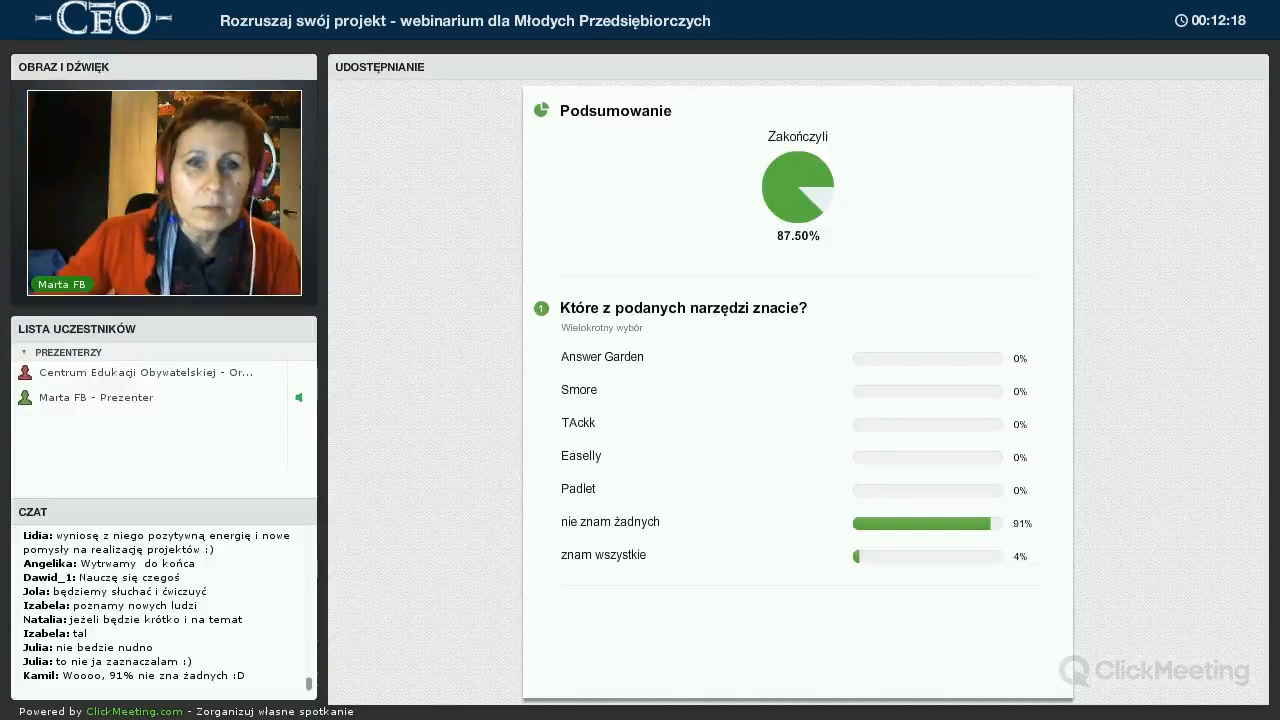 CEO
Rozruszaj swój projekt - webinarium dla Młodych Przedsiębiorczych
00:12:18
OBRAZ I DŹWIĘK
Marta FB
LISTA UCZESTNIKÓW
PREZENTERZY
Centrum Edukacji Obywatelskiej - Or...
Marta FB - Prezenter
CZAT
Lidia: wyniosę z niego pozytywną energię i nowe
pomysły na realizację projektów :)
Angelika: Wytrwamy do końca
Dawid_1: Nauczę się czegoś
Jola: będziemy słuchać i ćwiczuyć
Izabela: poznamy nowych ludzi
Natalia: jeżeli będzie krótko i na temat
Izabela: tal
Julia: nie bedzie nudno
Julia: to nie ja zaznaczalam :)
Kamil: Woooo, 91% nie zna żadnych :D
UDOSTĘPNIANIE
Podsumowanie
Zakończyli
87.50%
1 Które z podanych narzędzi znacie?
Wielokrotny wybór
Answer Garden 0%
Smore 0%
TAckk 0%
Easelly 0%
Padlet 0%
nie znam żadnych 91%
znam wszystkie 4%
ClickMeeting
Powered by ClickMeeting.com - Zorganizuj własne spotkanie